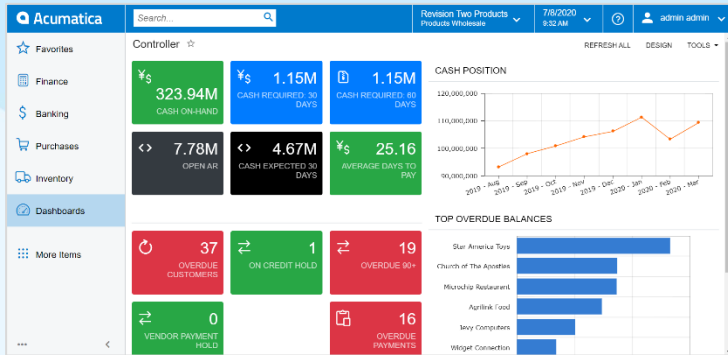 Acumatica
Search...
Revision Two Products
Products Wholesale
7/8/2020
9:32 AM
admin admin
Favorites
Finance
Banking
Purchases
Inventory
Dashboards
More Items
Controller
REFRESH ALL
DESIGN
TOOLS
¥$
323.94M
CASH ON-HAND
¥$
1.15M
CASH REQUIRED: 30
DAYS
1.15M
CASH REQUIRED: 60
DAYS
7.78M
OPEN AR
4.67M
CASH EXPECTED 30
DAYS
¥$
25.16
AVERAGE DAYS TO
PAY
37
OVERDUE
CUSTOMERS
1
ON CREDIT HOLD
19
OVERDUE 90+
0
VENDOR PAYMENT
HOLD
16
OVERDUE
PAYMENTS
CASH POSITION
120,000,000
110,000,000
100,000,000
90,000,000
2019 - Aug
2019 - Sep
2019 - Oct
2019 - Nov
2019 - Dec
2020 - Jan
2020 - Feb
2020 - Mar
TOP OVERDUE BALANCES
Star America Toys
Church of The Apostles
Microchip Restaurant
Agrilink Food
Jevy Computers
Widget Connection